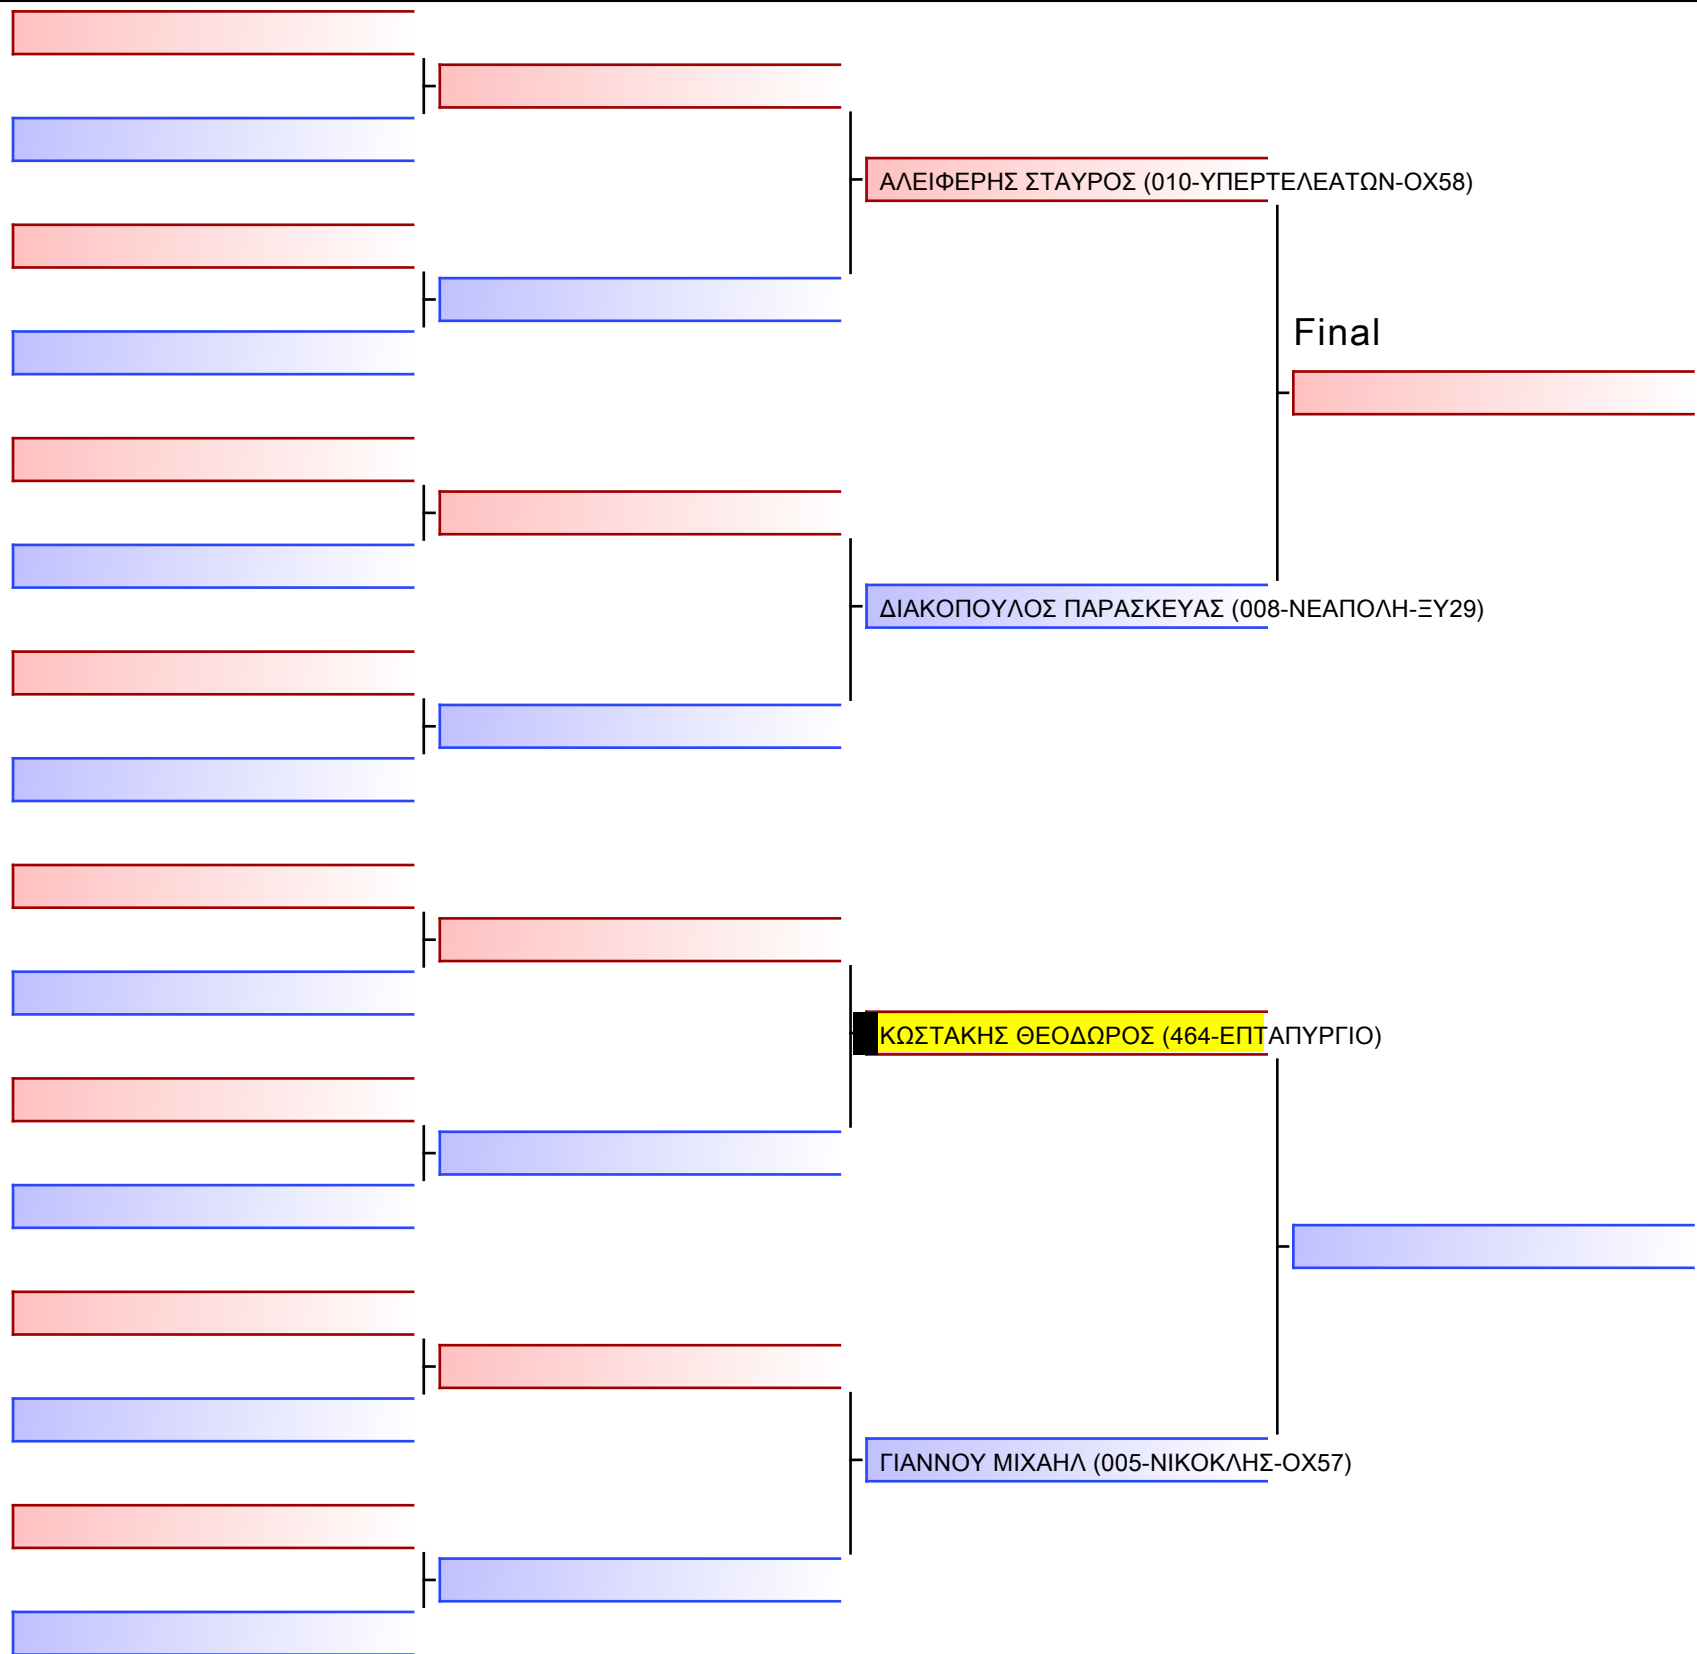 ΑΛΕΙΦΕΡΗΣ ΣΤΑΥΡΟΣ (010-ΥΠΕΡΤΕΛΕΑΤΩΝ-ΟΧ58)
Final
ΔΙΑΚΟΠΟΥΛΟΣ ΠΑΡΑΣΚΕΥΑΣ (008-ΝΕΑΠΟΛΗ-ΞΥ29)
ΚΩΣΤΑΚΗΣ ΘΕΟΔΩΡΟΣ (464-ΕΠΤΑΠΥΡΓΙΟ)
ΓΙΑΝΝΟΥ ΜΙΧΑΗΛ (005-ΝΙΚΟΚΛΗΣ-ΟΧ57)